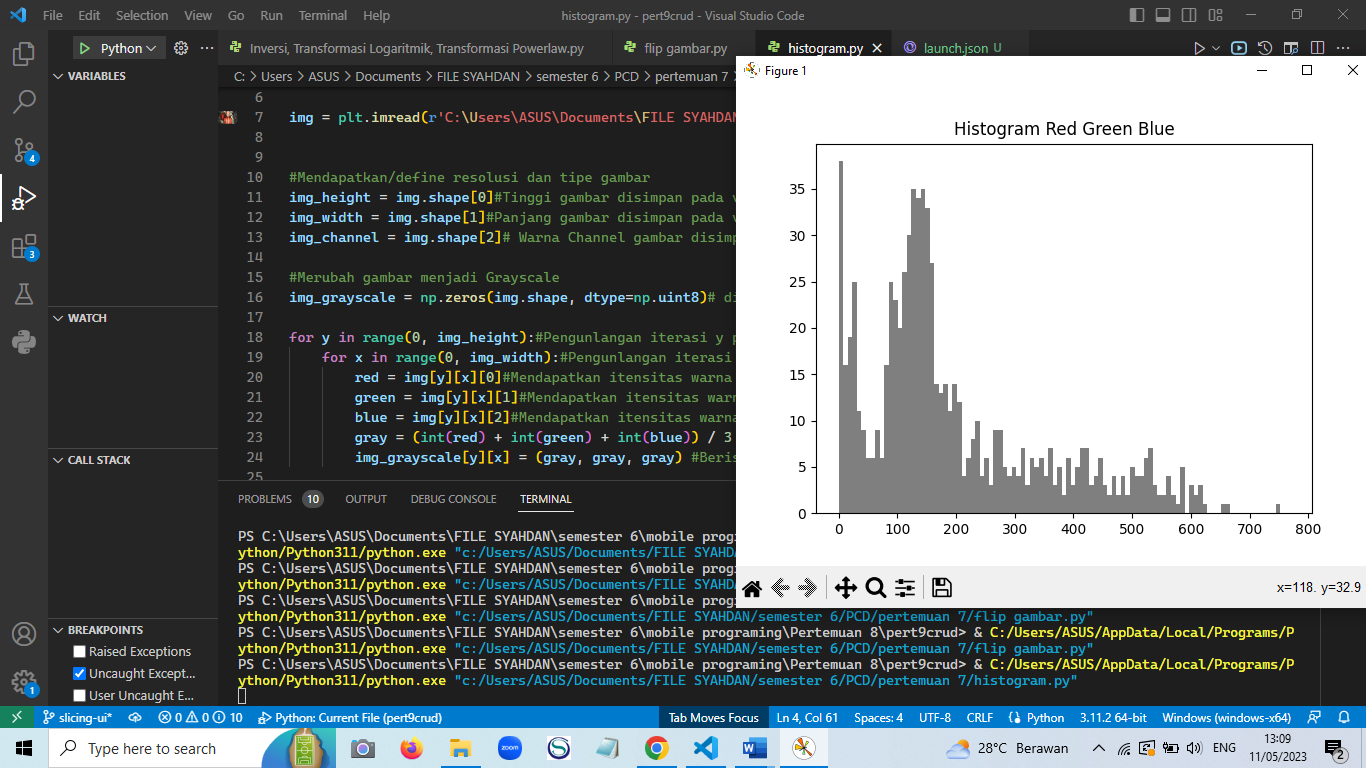 File Edit Selection View Go Run Terminal Help histogram.py - pert9crud - Visual Studio Code
Python
Inversi, Transformasi Logaritmik, Transformasi Powerlaw.py flip gambar.py histogram.py launch.json U
VARIABLES
WATCH
CALL STACK
BREAKPOINTS
Raised Exceptions
Uncaught Except...
User Uncaught E...
4
3
1
C: > Users > ASUS > Documents > FILE SYAHDAN > semester 6 > PCD > pertemuan 7 >
6
7 img = plt.imread(r'C:\Users\ASUS\Documents\FILE SYAHDAN
8
9
10 #Mendapatkan/define resolusi dan tipe gambar
11 img_height = img.shape[0]#Tinggi gambar disimpan pada v
12 img_width = img.shape[1]#Panjang gambar disimpan pada v
13 img_channel = img.shape[2]# Warna Channel gambar disimp
14
15 #Merubah gambar menjadi Grayscale
16 img_grayscale = np.zeros(img.shape, dtype=np.uint8)# di
17
18 for y in range(0, img_height):#Pengunlangan iterasi y p
19 for x in range(0, img_width):#Pengunlangan iterasi
20 red = img[y][x][0]#Mendapatkan itensitas warna
21 green = img[y][x][1]#Mendapatkan itensitas warn
22 blue = img[y][x][2]#Mendapatkan itensitas warna
23 gray = (int(red) + int(green) + int(blue)) / 3
24 img_grayscale[y][x] = (gray, gray, gray) #Beris
25
Figure 1
Histogram Red Green Blue
35
30
25
20
15
10
5
0
0 100 200 300 400 500 600 700 800
x=118. y=32.9
PROBLEMS 10 OUTPUT DEBUG CONSOLE TERMINAL
PS C:\Users\ASUS\Documents\FILE SYAHDAN\semester 6\mobile progr
ython/Python311/python.exe "c:/Users/ASUS/Documents/FILE SYAHDA
PS C:\Users\ASUS\Documents\FILE SYAHDAN\semester 6\mobile progr
ython/Python311/python.exe "c:/Users/ASUS/Documents/FILE SYAHDA
PS C:\Users\ASUS\Documents\FILE SYAHDAN\semester 6\mobile progr
ython/Python311/python.exe "c:/Users/ASUS/Documents/FILE SYAHDAN/semester 6/PCD/pertemuan 7/flip gambar.py"
PS C:\Users\ASUS\Documents\FILE SYAHDAN\semester 6\mobile programing\Pertemuan 8\pert9crud> & C:/Users/ASUS/AppData/Local/Programs/P
ython/Python311/python.exe "c:/Users/ASUS/Documents/FILE SYAHDAN/semester 6/PCD/pertemuan 7/flip gambar.py"
PS C:\Users\ASUS\Documents\FILE SYAHDAN\semester 6\mobile programing\Pertemuan 8\pert9crud> & C:/Users/ASUS/AppData/Local/Programs/P
ython/Python311/python.exe "c:/Users/ASUS/Documents/FILE SYAHDAN/semester 6/PCD/pertemuan 7/histogram.py"
slicing-ui* 0 0 10 Python: Current File (pert9crud) Tab Moves Focus Ln 4, Col 61 Spaces: 4 UTF-8 CRLF Python 3.11.2 64-bit Windows (windows-x64)
Type here to search zoom 28°C Berawan ENG 13:09
11/05/2023 2